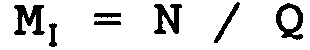 M_I = N / Q